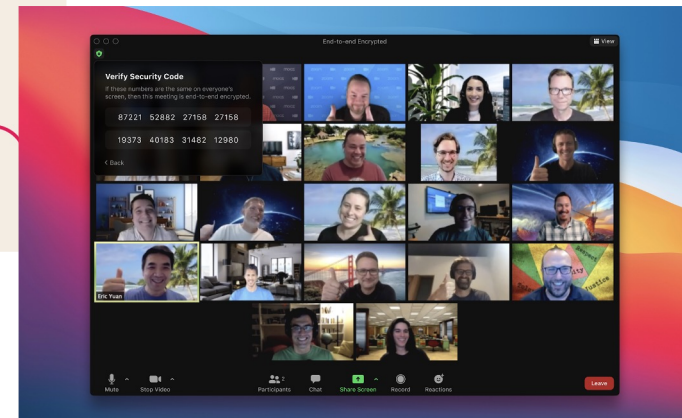 End-to-end Encrypted
View
Verify Security Code
If these numbers are the same on everyone's
screen, then this meeting is end-to-end encrypted.
87221 52882 27158 27158
19373 40183 31482 12980
Back
Eric Yuan
Mute
Stop Video
Participants
Chat
Share Screen
Record
Reactions
Leave